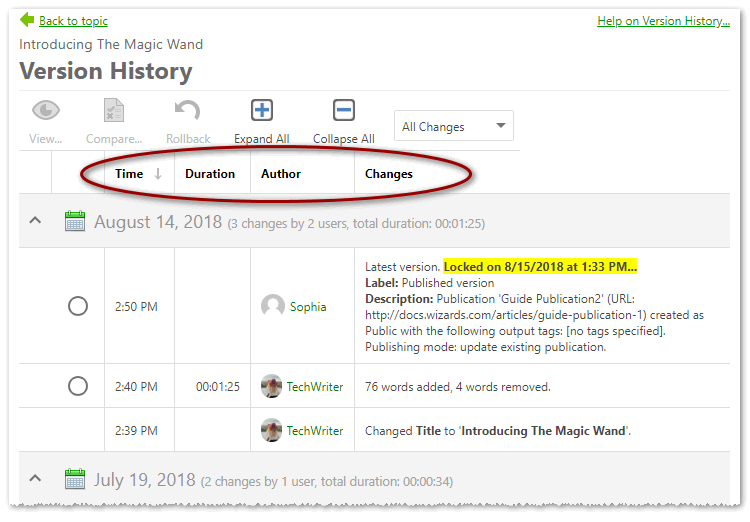 Back to topic Help on Version History...
Introducing The Magic Wand
Version History
View... Compare... Rollback Expand All Collapse All All Changes
Time ↓ Duration Author Changes
August 14, 2018 (3 changes by 2 users, total duration: 00:01:25)
Latest version. Locked on 8/15/2018 at 1:33 PM...
Label: Published version
2:50 PM Sophia Description: Publication 'Guide Publication2' (URL:
http://docs.wizards.com/articles/guide-publication-1) created as
Public with the following output tags: [no tags specified].
Publishing mode: update existing publication.
2:40 PM 00:01:25 TechWriter 76 words added, 4 words removed.
2:39 PM TechWriter Changed Title to 'Introducing The Magic Wand'.
July 19, 2018 (2 changes by 1 user, total duration: 00:00:34)